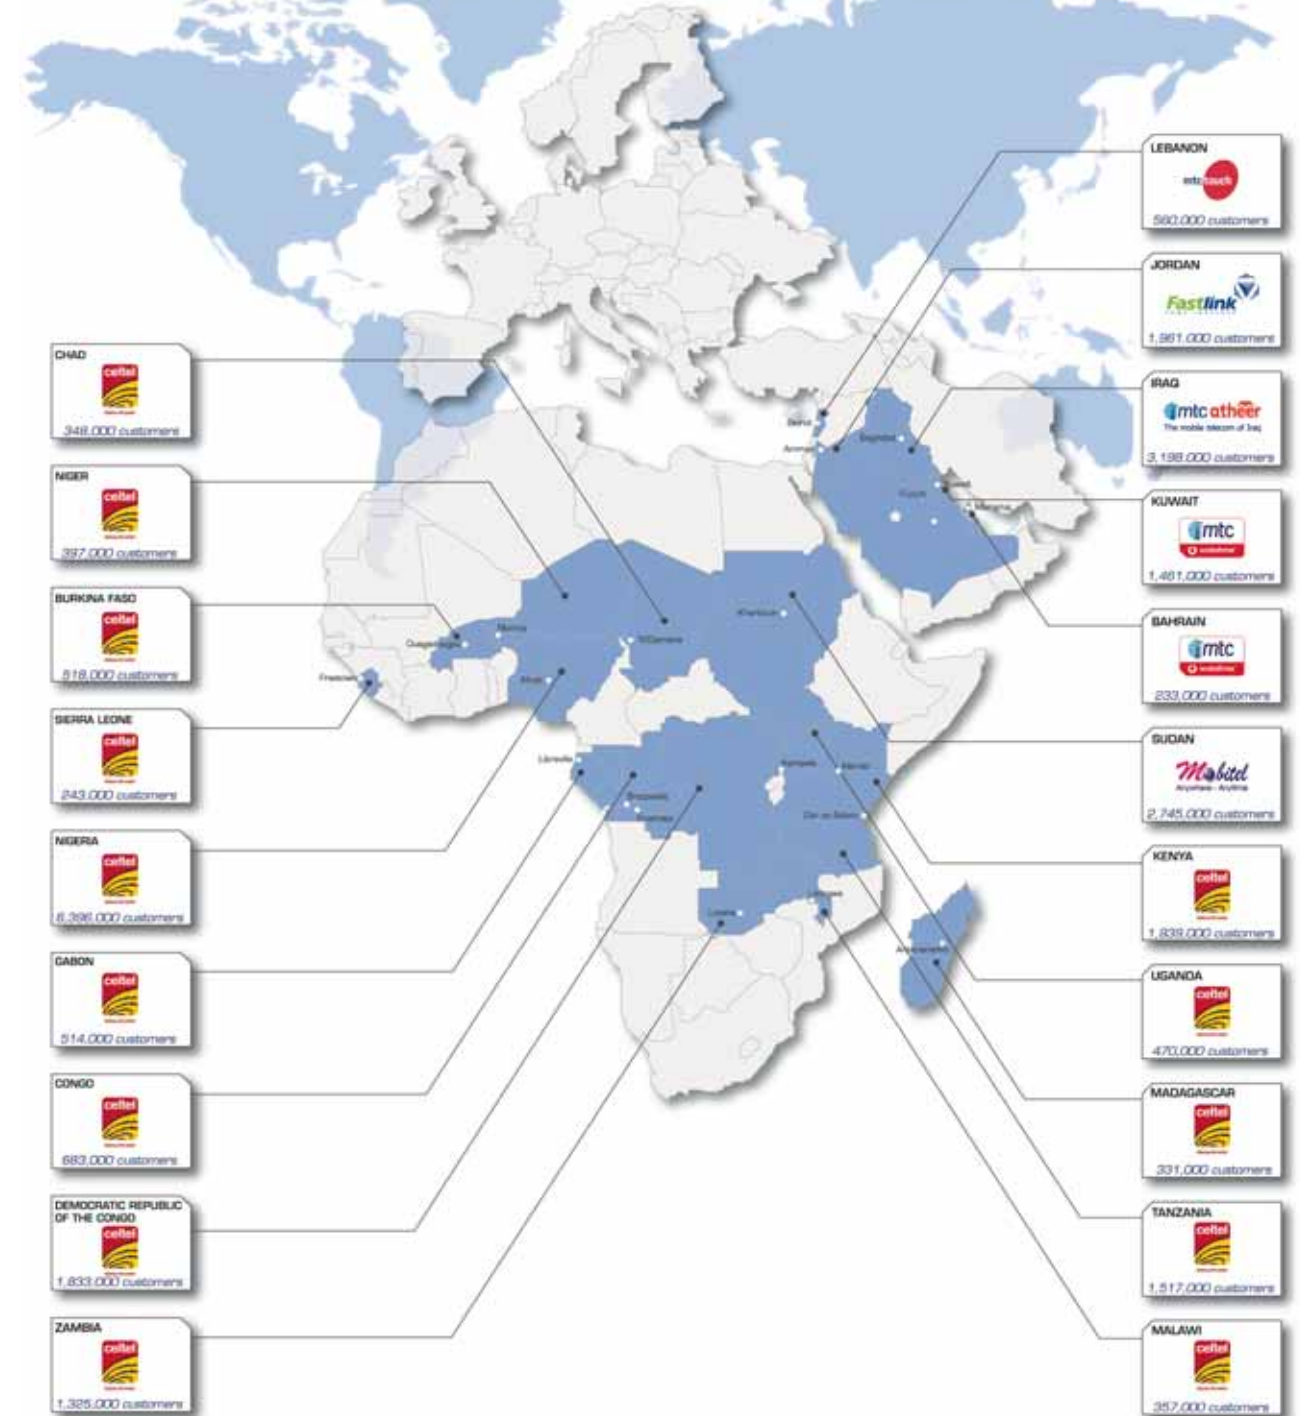 CHAD
celtel
348,000 customers
NIGER
celtel
397,000 customers
BURKINA FASO
celtel
518,000 customers
SIERRA LEONE
celtel
243,000 customers
NIGERIA
celtel
6,396,000 customers
GABON
celtel
514,000 customers
CONGO
celtel
683,000 customers
DEMOCRATIC REPUBLIC
OF THE CONGO
celtel
1,833,000 customers
ZAMBIA
celtel
1,325,000 customers
Beirut
Amman
Baghdad
Kuwait
Manama
Khartoum
Niamey
Ouagadougou
N'Djamena
Freetown
Abuja
Libreville
Kampala
Nairobi
Brazzaville
Kinshasa
Dar es Salaam
Lilongwe
Lusaka
Antananarivo
LEBANON
mtc touch
560,000 customers
JORDAN
Fastlink
1,961,000 customers
IRAQ
mtc atheer
The mobile telecom of Iraq
3,198,000 customers
KUWAIT
mtc
vodafone
1,461,000 customers
BAHRAIN
mtc
vodafone
233,000 customers
SUDAN
Mobitel
Anywhere - Anytime
2,745,000 customers
KENYA
celtel
1,839,000 customers
UGANDA
celtel
470,000 customers
MADAGASCAR
celtel
331,000 customers
TANZANIA
celtel
1,517,000 customers
MALAWI
celtel
357,000 customers